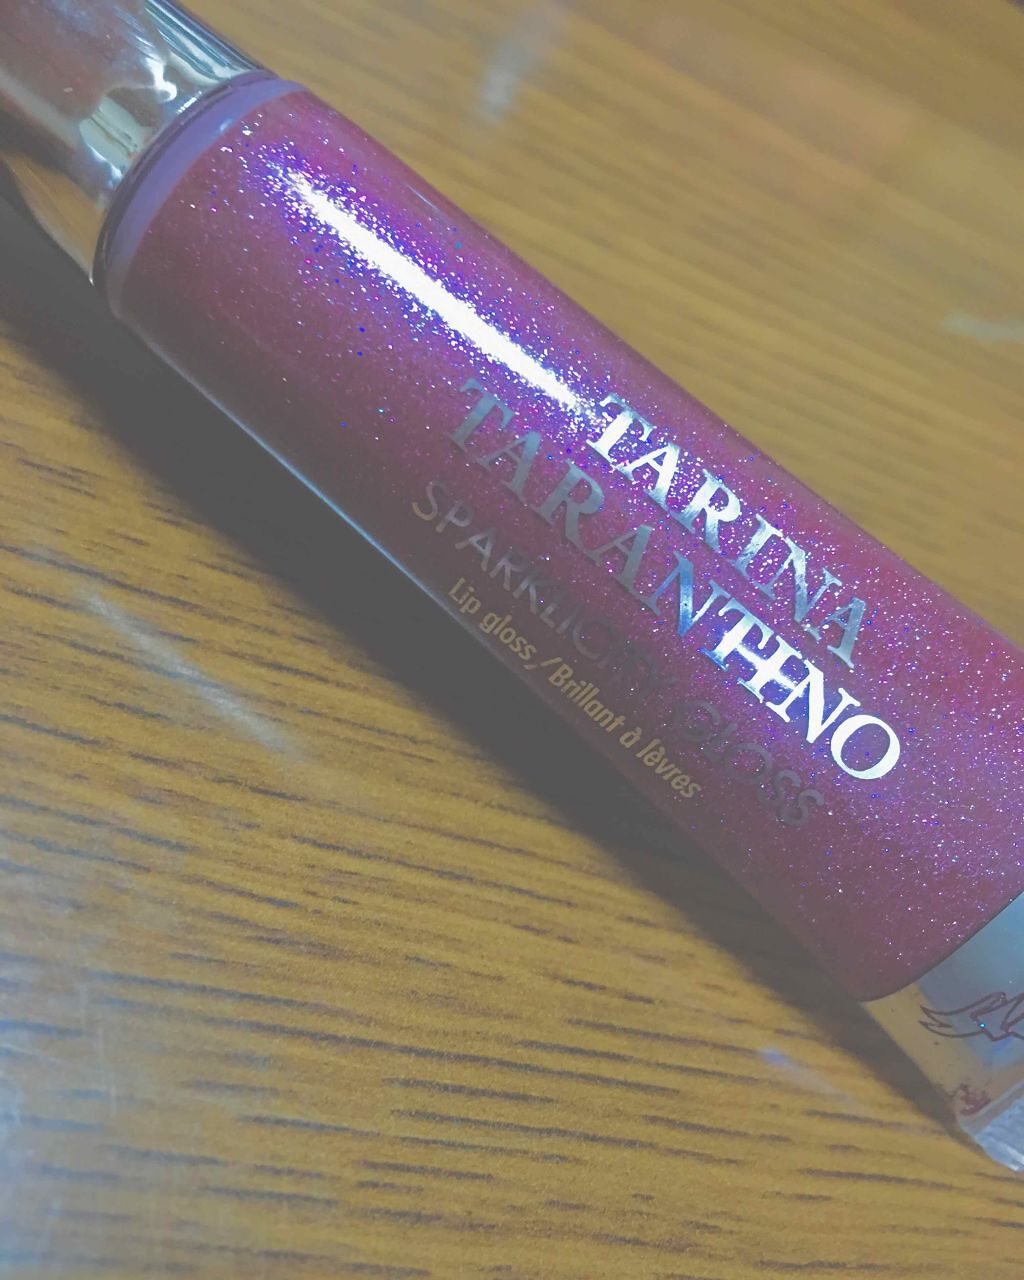 TARINA
TARANTINO
SPARKLICITY GLOSS
Lip gloss/Brillant à lèvres